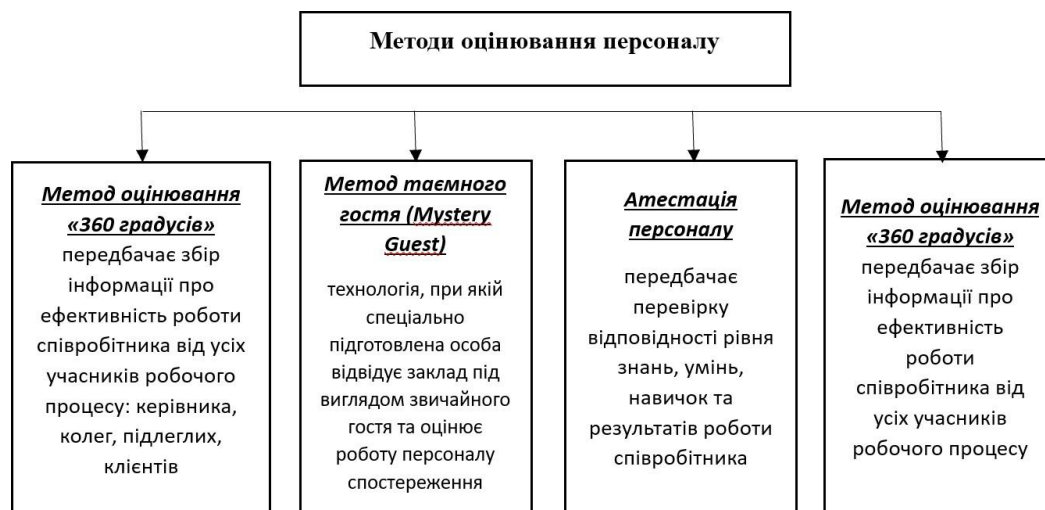 Методи оцінювання персоналу
Метод оцінювання
«360 градусів»
передбачає збір
інформації про
ефективність роботи
співробітника від усіх
учасників робочого
процесу: керівника,
колег, підлеглих,
клієнтів
Метод таємного
гостя (Mystery
Guest)
технологія, при якій
спеціально
підготовлена особа
відвідує заклад під
виглядом звичайного
гостя та оцінює
роботу персоналу
спостереження
Атестація
персоналу
передбачає
перевірку
відповідності рівня
знань, умінь,
навичок та
результатів роботи
співробітника
Метод оцінювання
«360 градусів»
передбачає збір
інформації про
ефективність
роботи
співробітника від
усіх учасників
робочого процесу